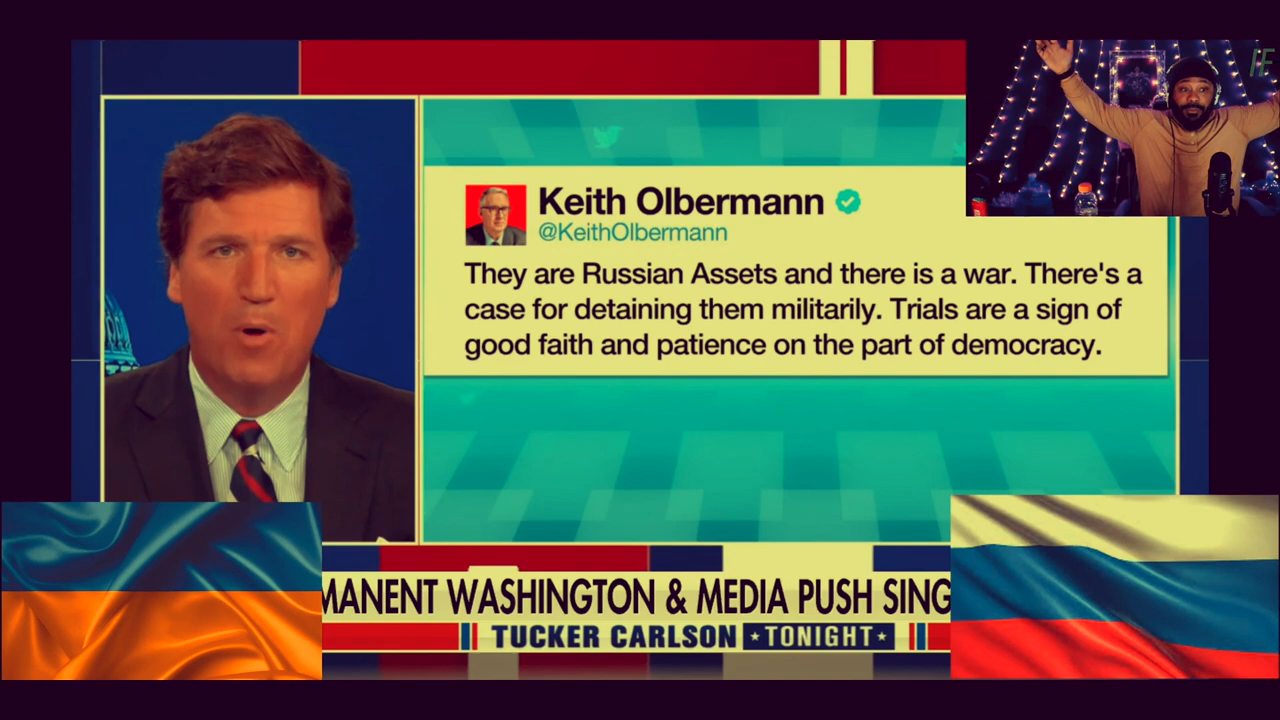 IF
Keith Olbermann
@KeithOlbermann
They are Russian Assets and there is a war. There's a
case for detaining them militarily. Trials are a sign of
good faith and patience on the part of democracy.
MANENT WASHINGTON & MEDIA PUSH SING
TUCKER CARLSON TONIGHT